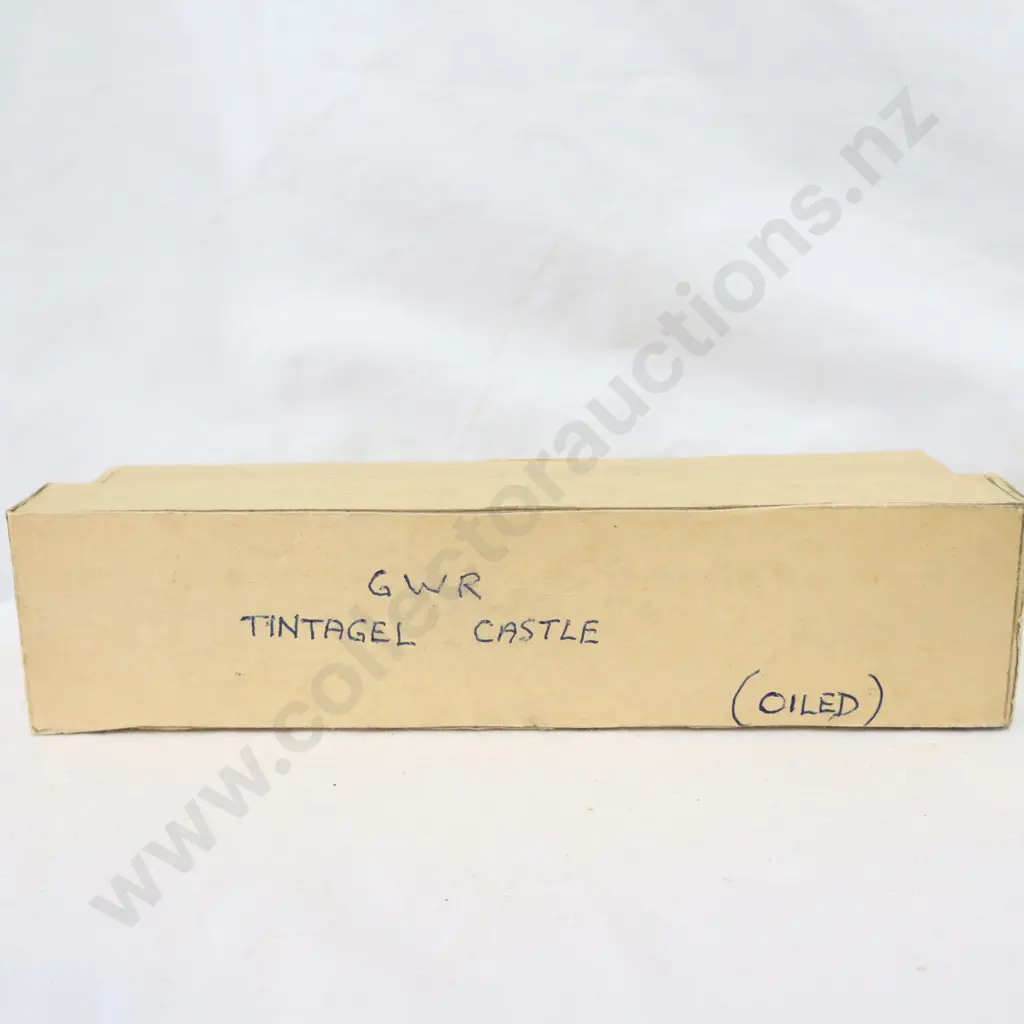 GWR
TINTAGEL CASTLE
(OILED)
www.collectorauctions.nz